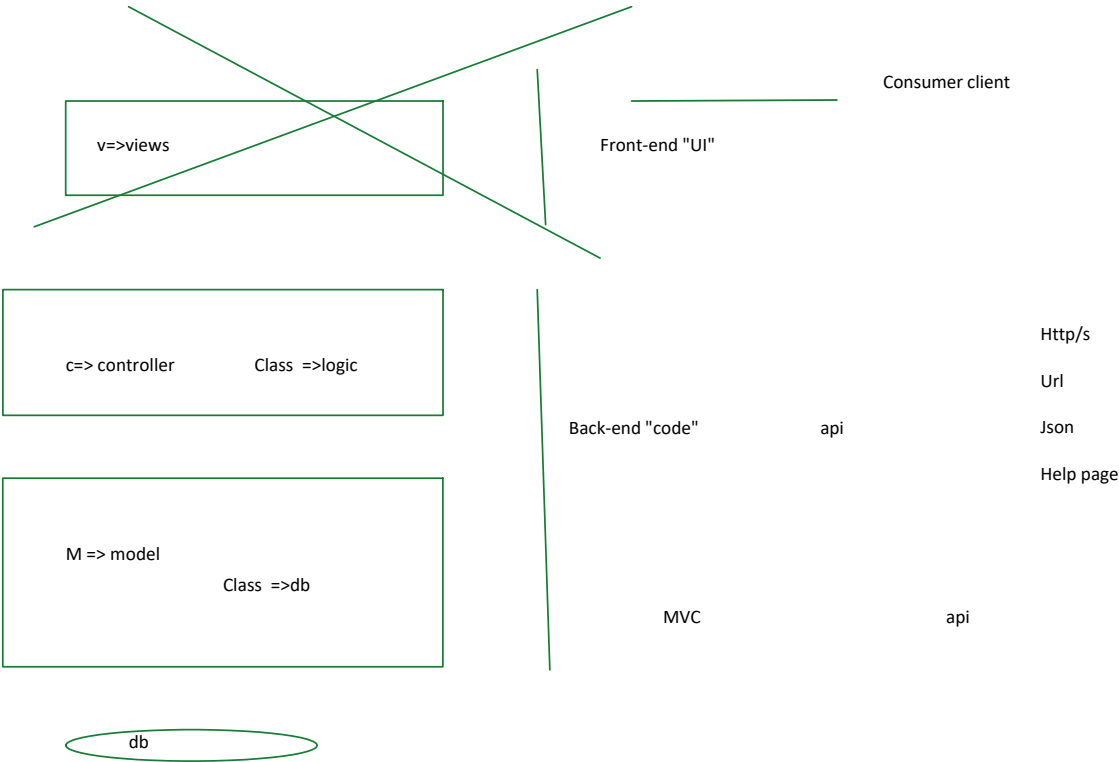 Consumer client
v=>views
Front-end "UI"
Http/s
c=> controller
Class  =>logic
Url
Back-end "code"
api
Json
Help page
M => model
Class  =>db
MVC
api
db